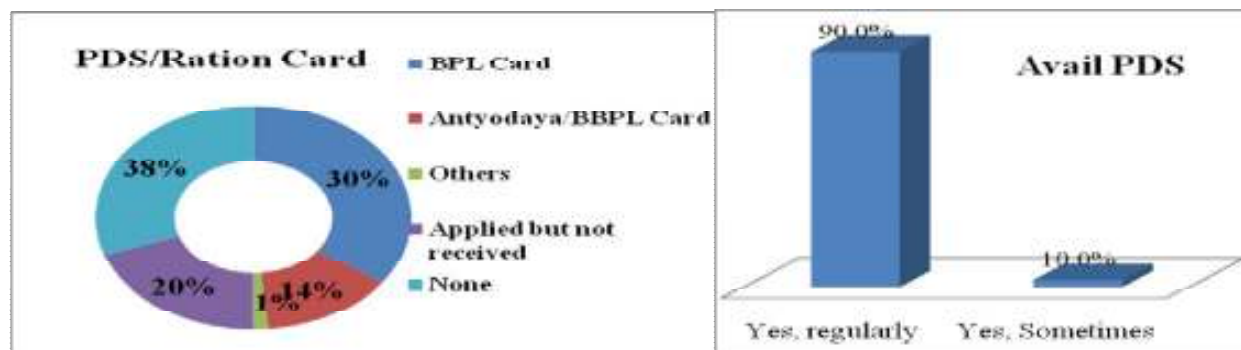 PDS/Ration Card
BPL Card
Antyodaya/BBPL Card
Others
Applied but not
received
None
38%
30%
20%
1%
14%
90.0%
Avail PDS
10.0%
Yes, regularly
Yes, Sometimes